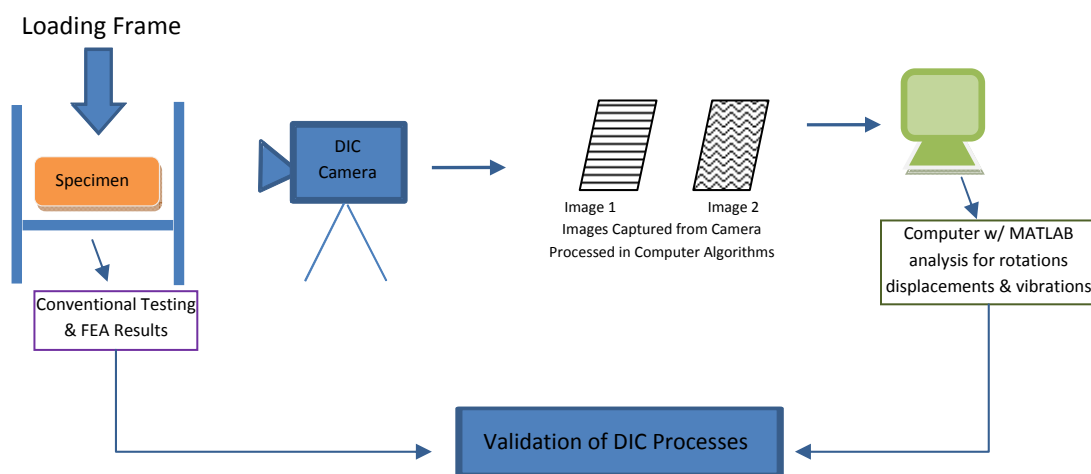 Loading Frame
Specimen
Conventional Testing
& FEA Results
DIC
Camera
Image 1
Image 2
Images Captured from Camera
Processed in Computer Algorithms
Computer w/ MATLAB
analysis for rotations
displacements & vibrations
Validation of DIC Processes